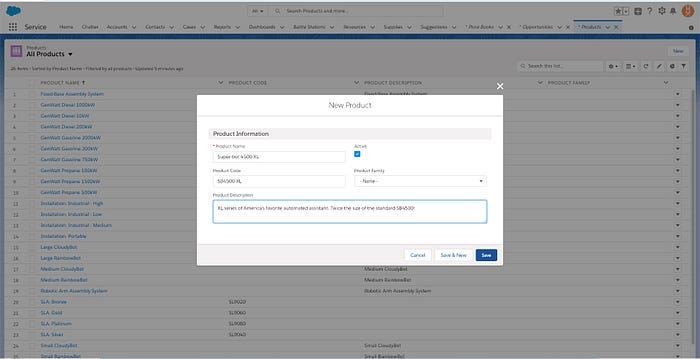 All
Search Products and more...
Service
Home
Chatter
Accounts
Contacts
Cases
Reports
Dashboards
Battle Stations
Resources
Supplies
Suggestions
* Price Books
* Opportunities
* Products
Products
All Products
New
26 items • Sorted by Product Name • Filtered by all products • Updated 5 minutes ago
Search this list...
PRODUCT NAME
PRODUCT CODE
PRODUCT DESCRIPTION
PRODUCT FAMILY
1 Fixed-Base Assembly System Fixed-Base Assembly System
2 GenWatt Diesel 1000kW
3 GenWatt Diesel 10kW
4 GenWatt Diesel 200kW
5 GenWatt Gasoline 2000kW
6 GenWatt Gasoline 300kW
7 GenWatt Gasoline 750kW
8 GenWatt Propane 100kW
9 GenWatt Propane 1500kW
10 GenWatt Propane 500kW
11 Installation: Industrial - High
12 Installation: Industrial - Low
13 Installation: Industrial - Medium
14 Installation: Portable
15 Large CloudyBot
16 Large RainbowBot
17 Medium CloudyBot Medium CloudyBot
18 Medium RainbowBot Medium RainbowBot
19 Robotic Arm Assembly System Robotic Arm Assembly System
20 SLA: Bronze SL9020
21 SLA: Gold SL9060
22 SLA: Platinum SL9080
23 SLA: Silver SL9040
24 Small CloudyBot Small CloudyBot
25 Small RainbowBot Small RainbowBot
New Product
Product Information
* Product Name
Super-bot 4500 XL
Active
Product Code
SB4500-XL
Product Family
--None--
Product Description
XL series of America's favorite automated assistant. Twice the size of the standard SB4500!
Cancel
Save & New
Save